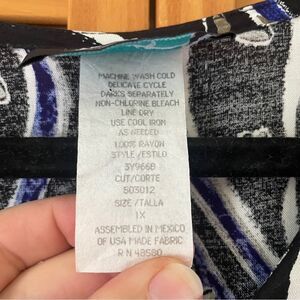 MACHINE WASH COLD
DELICATE CYCLE
DARKS SEPARATELY
NON-CHLORINE BLEACH
LINE DRY
USE COOL IRON
AS NEEDED
100% RAYON
STYLE/ESTILO
3Y966B
CUT/CORTE
503012
SIZE/TALLA
1X
ASSEMBLED IN MEXICO
OF USA MADE FABRIC
R N 48580